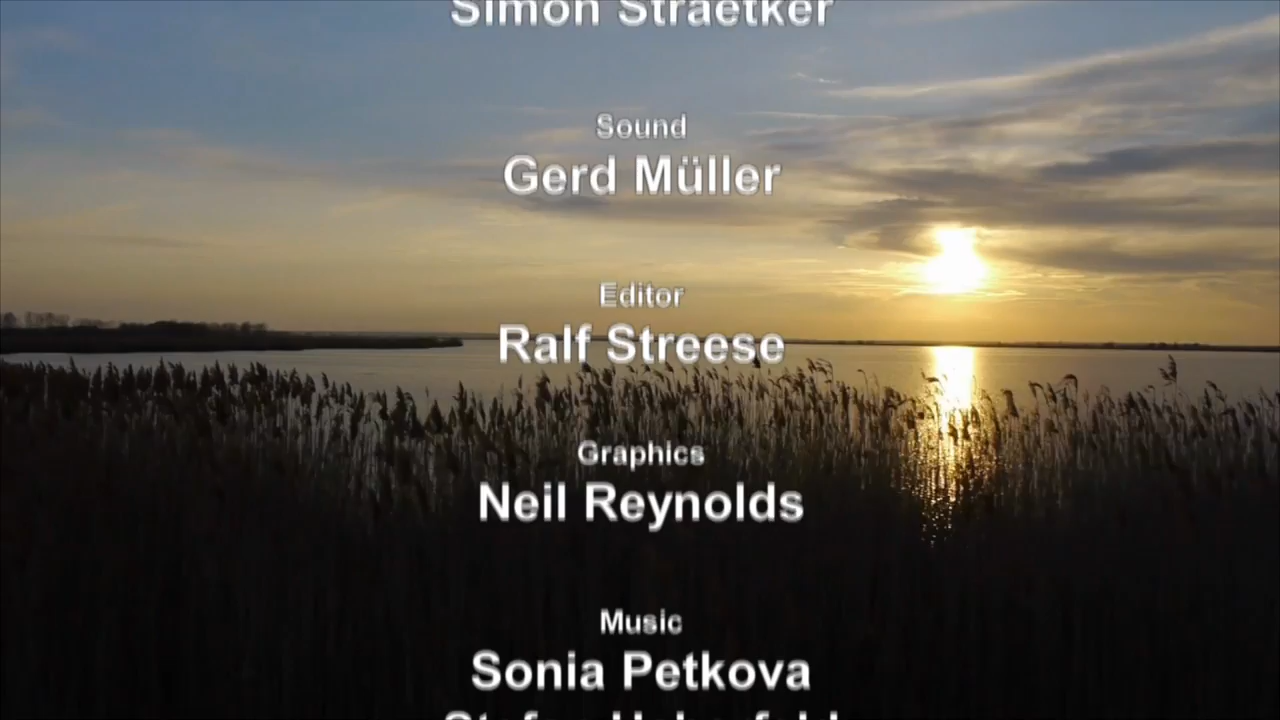 Simon Straetker
Sound
Gerd Müller
Editor
Ralf Streese
Graphics
Neil Reynolds
Music
Sonia Petkova